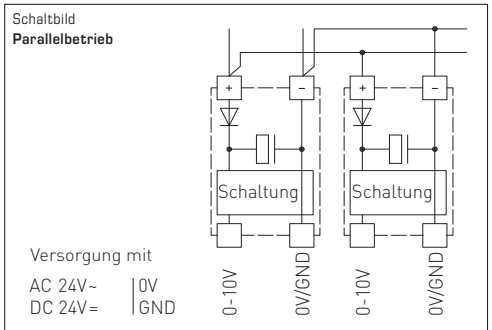 Schaltbild
Parallelbetrieb
+ − + −
Schaltung Schaltung
Versorgung mit
AC 24V~ 0V
DC 24V= GND
0-10V 0V/GND 0-10V 0V/GND